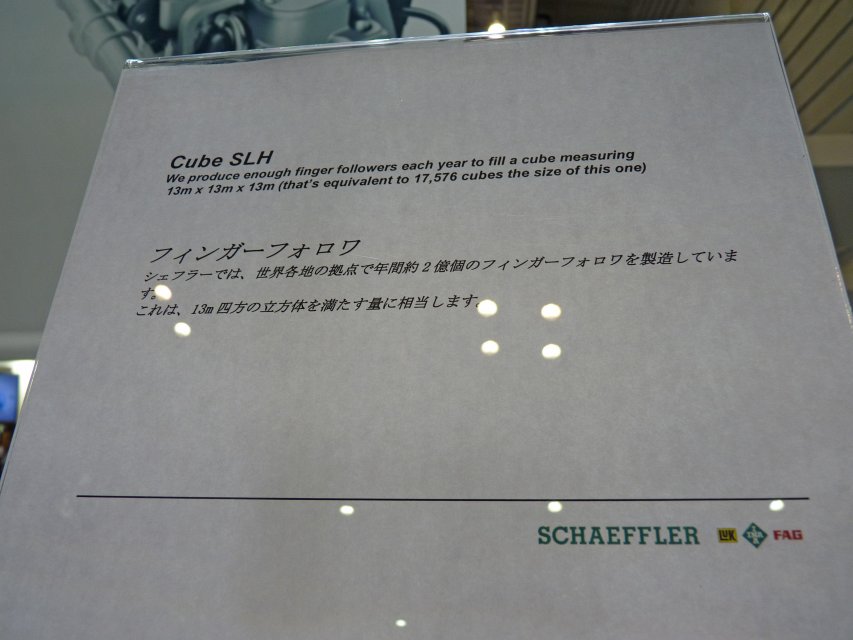 Cube SLH
We produce enough finger followers each year to fill a cube measuring
13m x 13m x 13m (that's equivalent to 17,576 cubes the size of this one)
フィンガーフォロワ
シェフラーでは、世界各地の拠点で年間約2億個のフィンガーフォロワを製造していま
す。
これは、13m四方の立方体を満たす量に相当します。
SCHAEFFLER LUK INA FAG